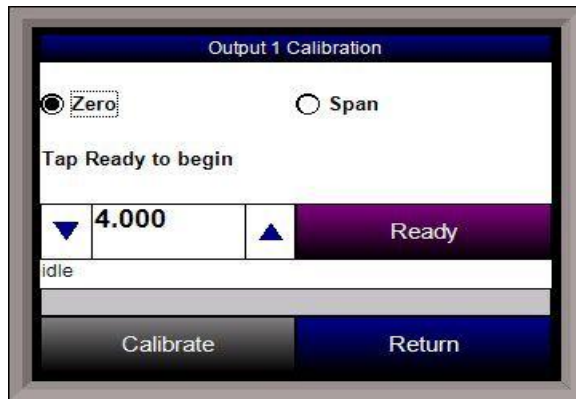 Output 1 Calibration
Zero Span
Tap Ready to begin
4.000 Ready
idle
Calibrate Return